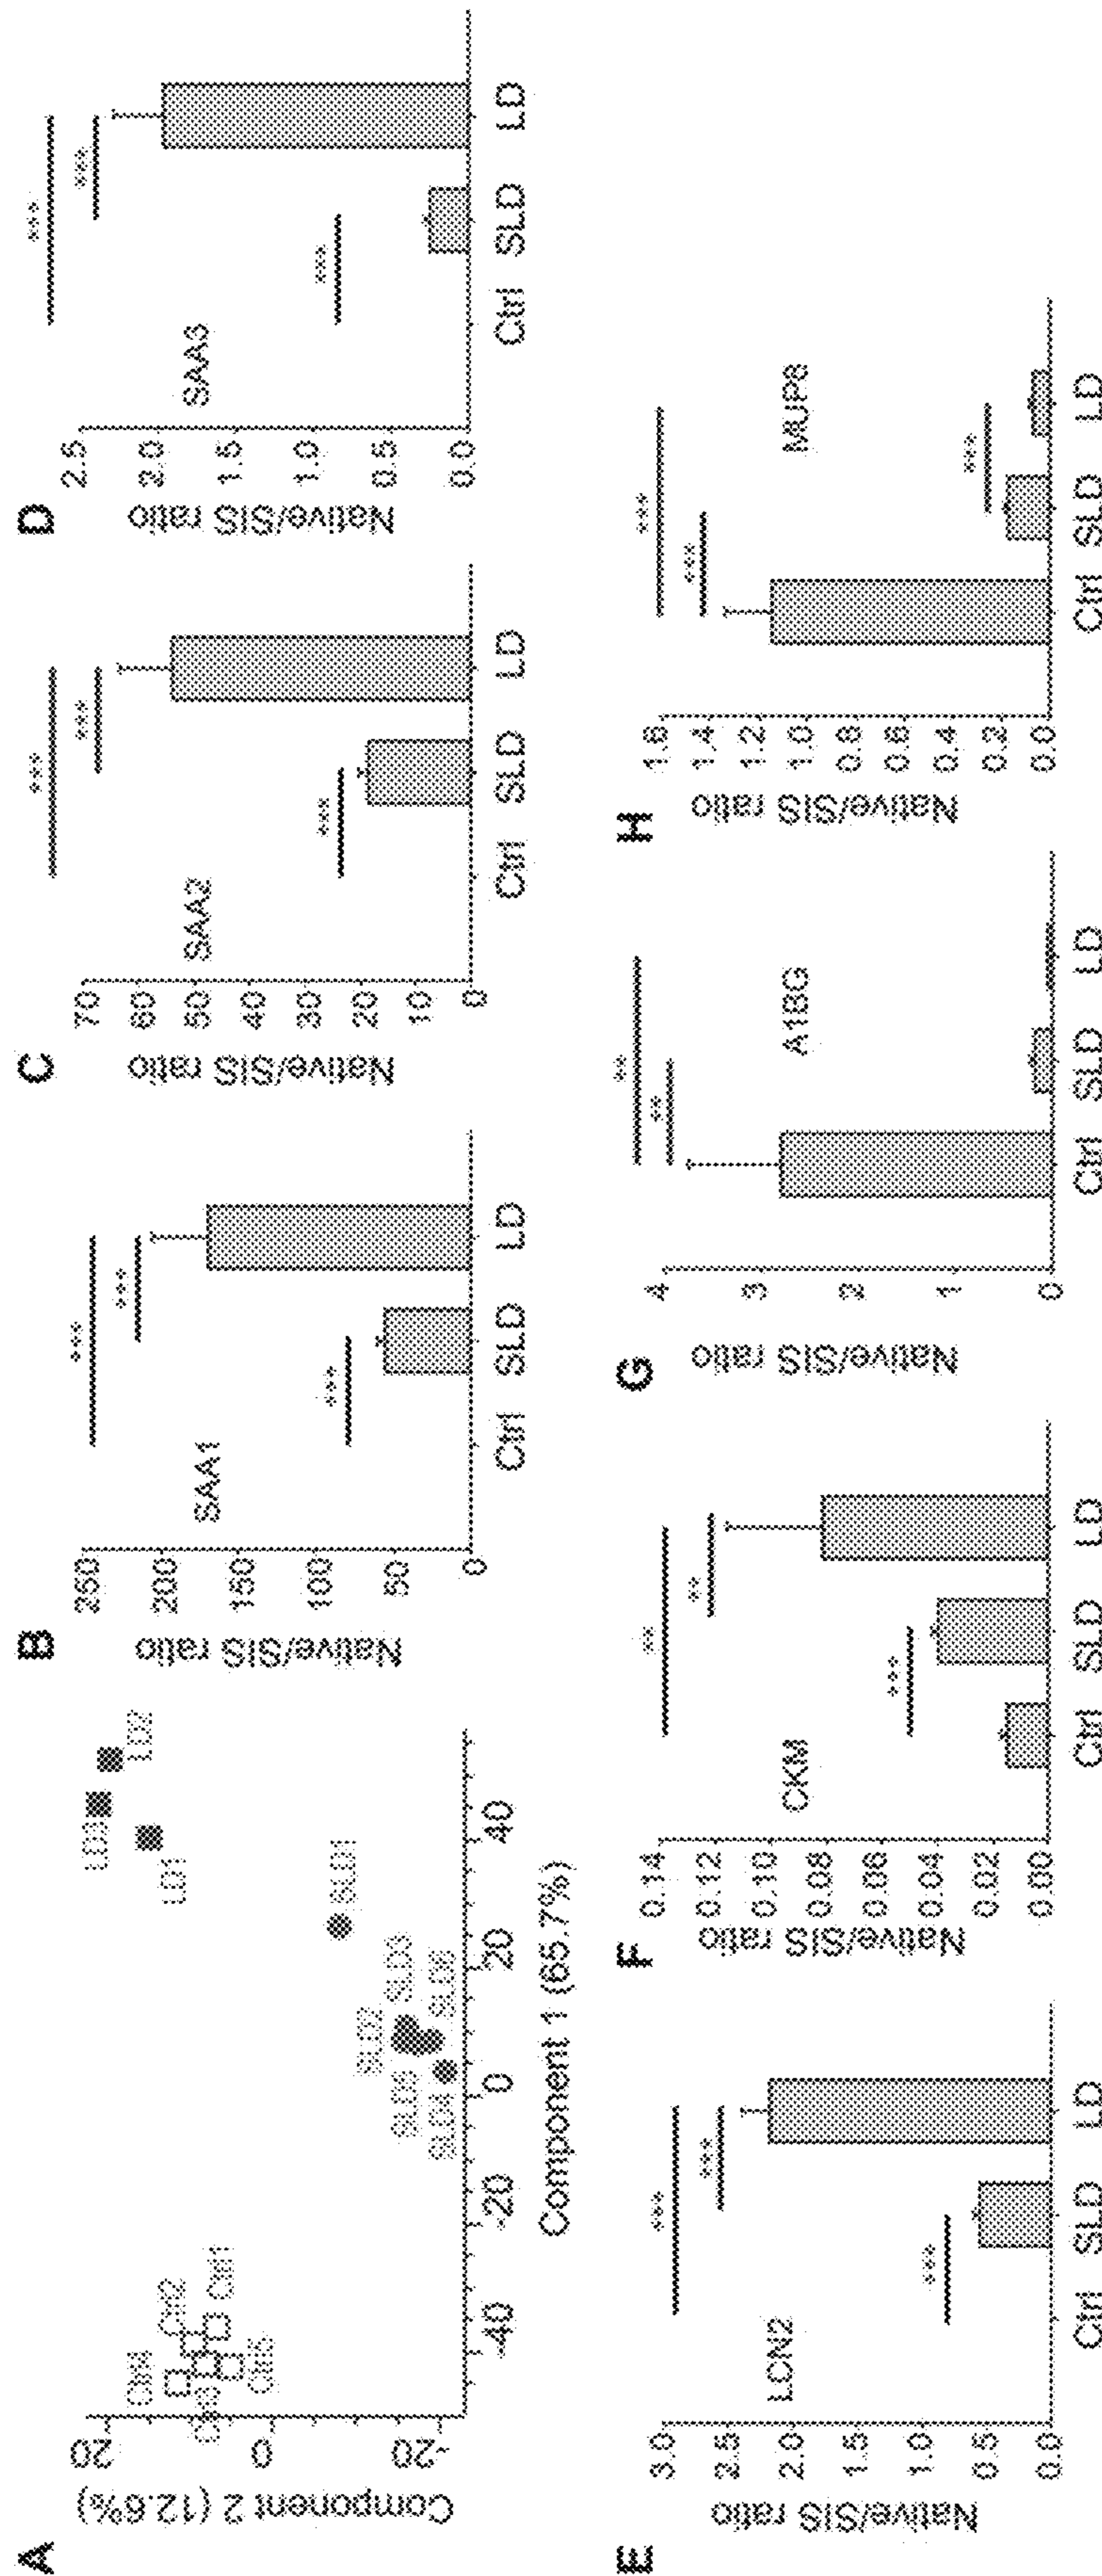 A
Component 2 (12.6%)
20
0
-20
Ctrl4
Ctrl2
Ctrl1
Ctrl3
Ctrl5
LD3
LD2
LD1
SLD1
SLD2
SLD3
SLD5
SLD4
-40
-20
0
20
40
Component 1 (65.7%)
B
Native/SIS ratio
250
200
150
100
50
0
SAA1
***
***
***
Ctrl
SLD
LD
C
Native/SIS ratio
70
60
50
40
30
20
10
0
SAA2
***
***
***
Ctrl
SLD
LD
D
Native/SIS ratio
2.5
2.0
1.5
1.0
0.5
0.0
SAA3
***
***
***
Ctrl
SLD
LD
E
Native/SIS ratio
3.0
2.5
2.0
1.5
1.0
0.5
0.0
LCN2
***
***
***
Ctrl
SLD
LD
F
Native/SIS ratio
0.14
0.12
0.10
0.08
0.06
0.04
0.02
0.00
CKM
**
**
***
Ctrl
SLD
LD
G
Native/SIS ratio
4
3
2
1
0
A1BG
**
**
Ctrl
SLD
LD
H
Native/SIS ratio
1.6
1.4
1.2
1.0
0.8
0.6
0.4
0.2
0.0
***
***
***
Ctrl
SLD
LD